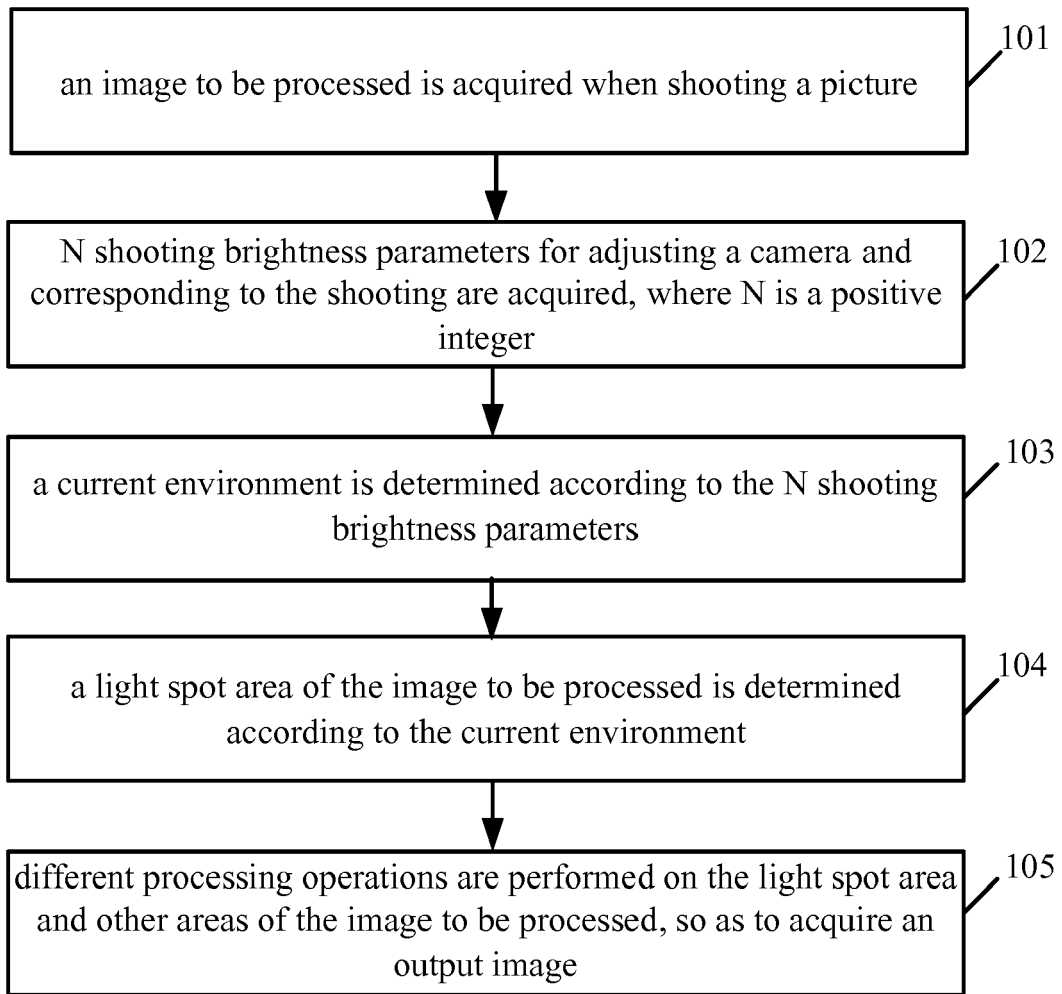 101
an image to be processed is acquired when shooting a picture
102
N shooting brightness parameters for adjusting a camera and
corresponding to the shooting are acquired, where N is a positive
integer
103
a current environment is determined according to the N shooting
brightness parameters
104
a light spot area of the image to be processed is determined
according to the current environment
105
different processing operations are performed on the light spot area
and other areas of the image to be processed, so as to acquire an
output image